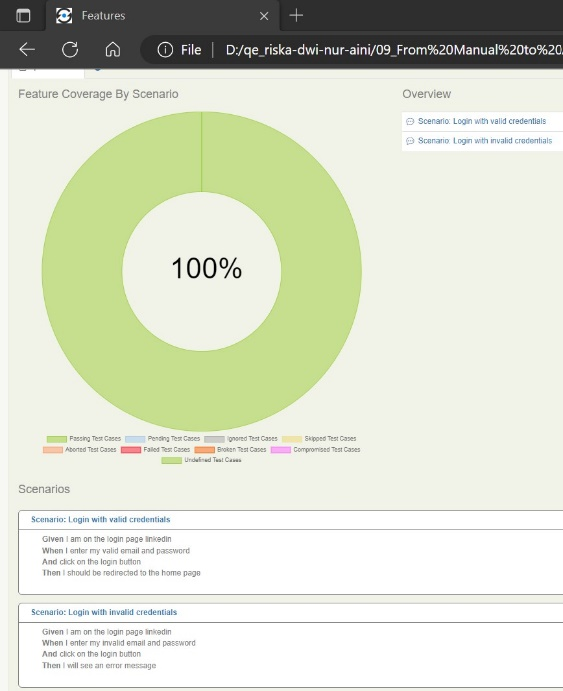 Features
File
D:/qe_riska-dwi-nur-aini/09_From%20Manual%20to%20
Feature Coverage By Scenario
100%
Passing Test Cases Pending Test Cases Ignored Test Cases Skipped Test Cases
Aborted Test Cases Failed Test Cases Broken Test Cases Compromised Test Cases
Undefined Test Cases
Overview
Scenario: Login with valid credentials
Scenario: Login with invalid credentials
Scenarios
Scenario: Login with valid credentials
Given I am on the login page linkedin
When I enter my valid email and password
And click on the login button
Then I should be redirected to the home page
Scenario: Login with invalid credentials
Given I am on the login page linkedin
When I enter my invalid email and password
And click on the login button
Then I will see an error message